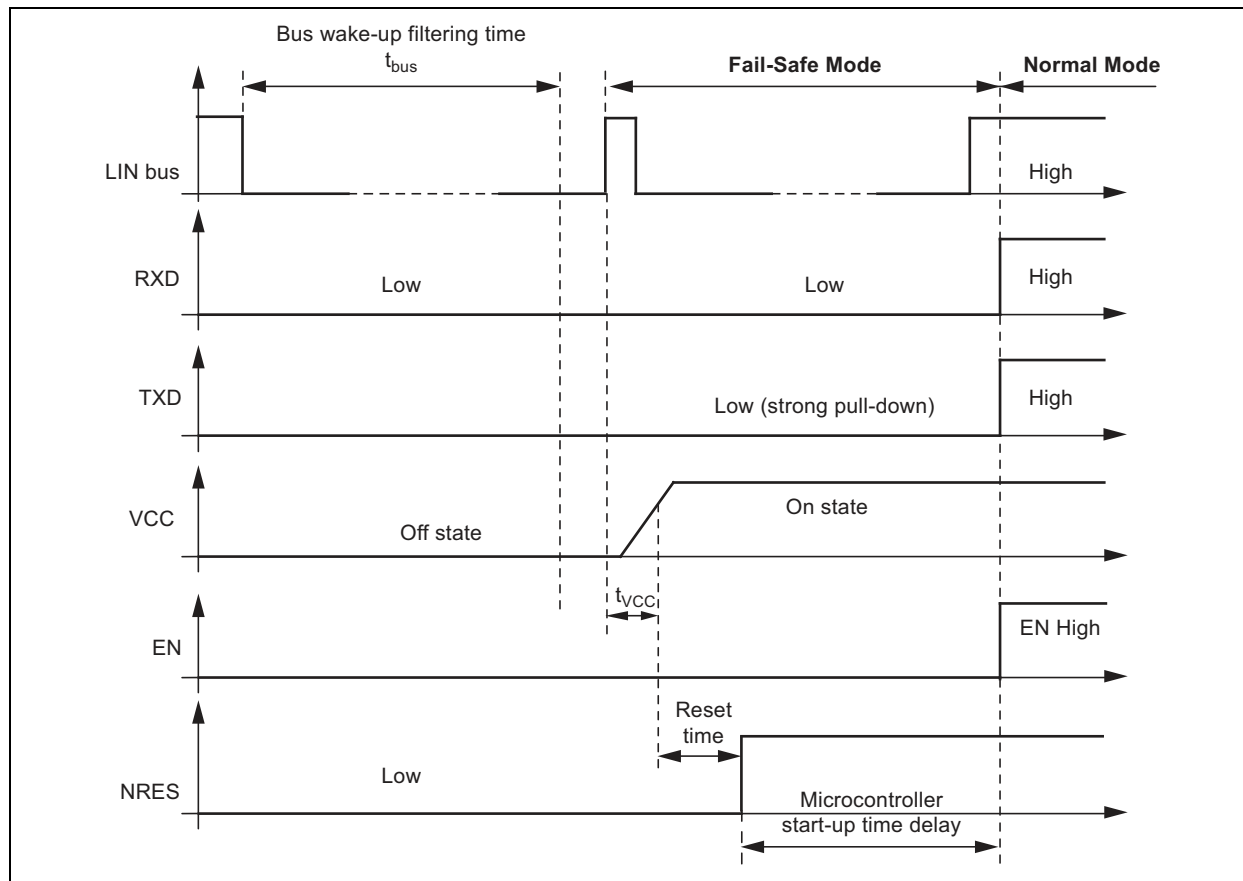 Bus wake-up filtering time
tbus
Fail-Safe Mode
Normal Mode
LIN bus
High
RXD
Low
Low
High
TXD
Low (strong pull-down)
High
VCC
Off state
On state
tVCC
EN
EN High
Reset
time
NRES
Low
Microcontroller
start-up time delay